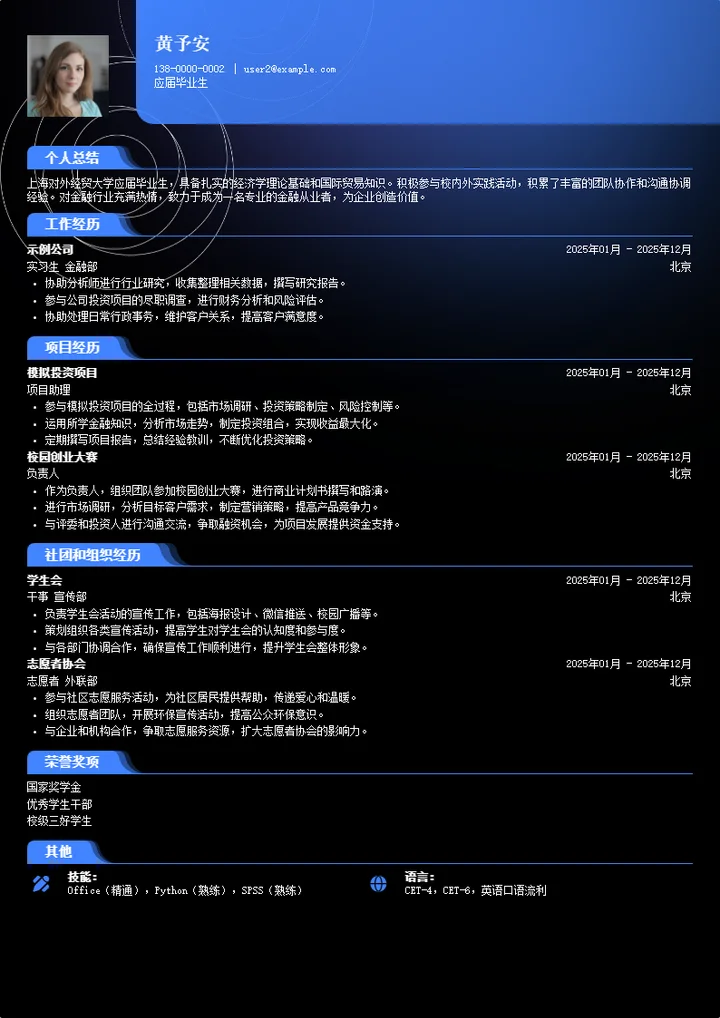 黄予安
138-0000-0002 | user2@example.com
应届毕业生
个人总结
上海对外经贸大学应届毕业生，具备扎实的经济学理论基础和国际贸易知识。积极参与校内外实践活动，积累了丰富的团队协作和沟通协调
经验。对金融行业充满热情，致力于成为一名专业的金融从业者，为企业创造价值。
工作经历
示例公司 2025年01月 - 2025年12月
实习生 金融部 北京
• 协助分析师进行行业研究，收集整理相关数据，撰写研究报告。
• 参与公司投资项目的尽职调查，进行财务分析和风险评估。
• 协助处理日常行政事务，维护客户关系，提高客户满意度。
项目经历
模拟投资项目 2025年01月 - 2025年12月
项目助理 北京
• 参与模拟投资项目的全过程，包括市场调研、投资策略制定、风险控制等。
• 运用所学金融知识，分析市场走势，制定投资组合，实现收益最大化。
• 定期撰写项目报告，总结经验教训，不断优化投资策略。
校园创业大赛 2025年01月 - 2025年12月
负责人 北京
• 作为负责人，组织团队参加校园创业大赛，进行商业计划书撰写和路演。
• 进行市场调研，分析目标客户需求，制定营销策略，提高产品竞争力。
• 与评委和投资人进行沟通交流，争取融资机会，为项目发展提供资金支持。
社团和组织经历
学生会 2025年01月 - 2025年12月
干事 宣传部 北京
• 负责学生会活动的宣传工作，包括海报设计、微信推送、校园广播等。
• 策划组织各类宣传活动，提高学生对学生会的认知度和参与度。
• 与各部门协调合作，确保宣传工作顺利进行，提升学生会整体形象。
志愿者协会 2025年01月 - 2025年12月
志愿者 外联部 北京
• 参与社区志愿服务活动，为社区居民提供帮助，传递爱心和温暖。
• 组织志愿者团队，开展环保宣传活动，提高公众环保意识。
• 与企业和机构合作，争取志愿服务资源，扩大志愿者协会的影响力。
荣誉奖项
国家奖学金
优秀学生干部
校级三好学生
其他
技能： 语言：
Office（精通），Python（熟练），SPSS（熟练） CET-4，CET-6，英语口语流利